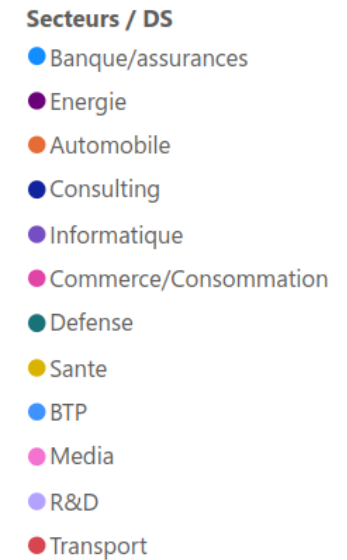 Secteurs / DS
Banque/assurances
Energie
Automobile
Consulting
Informatique
Commerce/Consommation
Defense
Sante
BTP
Media
R&D
Transport